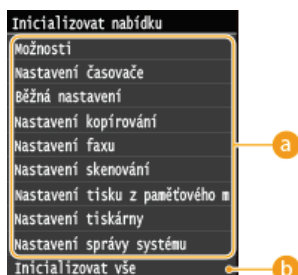 Inicializovat nabídku
Možnosti
Nastavení časovače
Běžná nastavení
Nastavení kopírování
Nastavení faxu
Nastavení skenování
Nastavení tisku z paměťového m
Nastavení tiskárny
Nastavení správy systému
Inicializovat vše
a
b